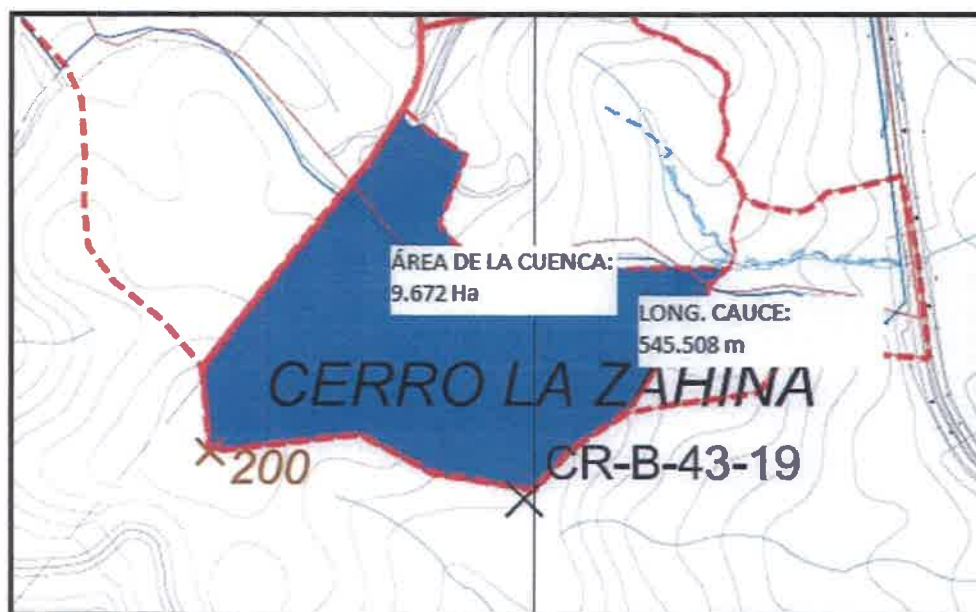 ÁREA DE LA CUENCA:
9.672 Ha
LONG. CAUCE:
545.508 m
CERRO LA ZAHINA
200
CR-B-43-19